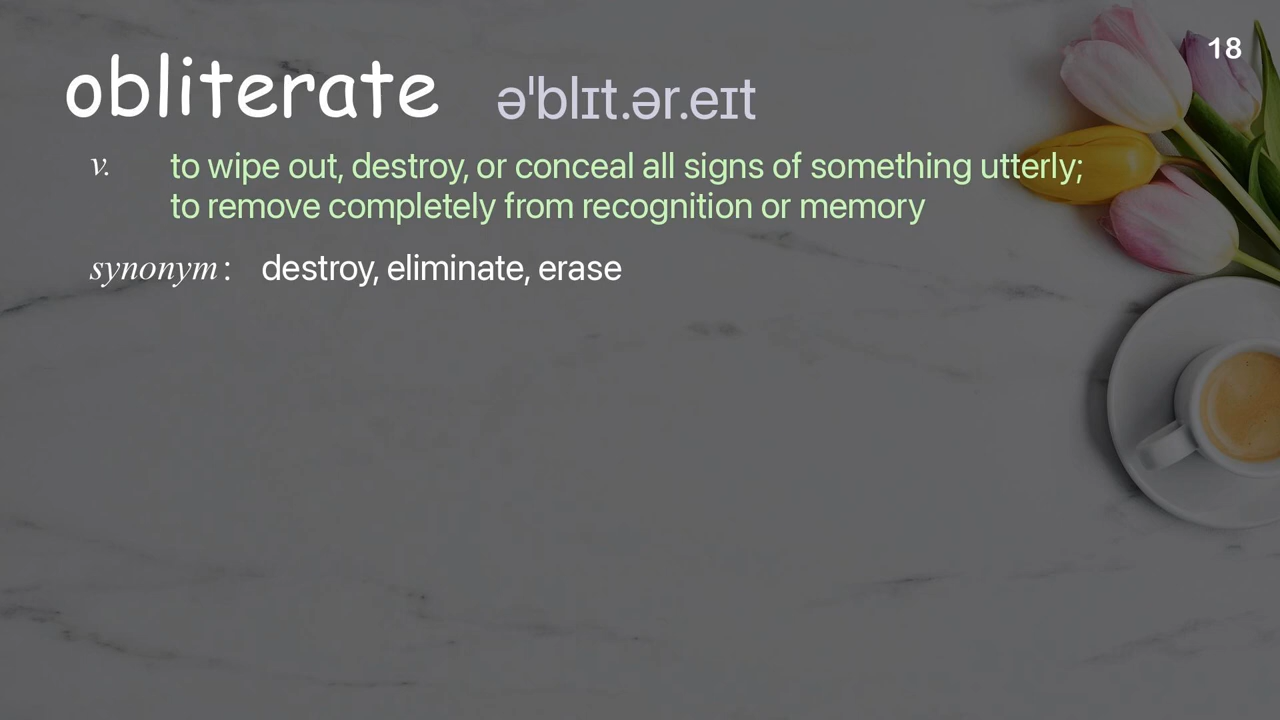 18
obliterate əˈblɪt.ər.eɪt
v. to wipe out, destroy, or conceal all signs of something utterly;
to remove completely from recognition or memory
synonym : destroy, eliminate, erase